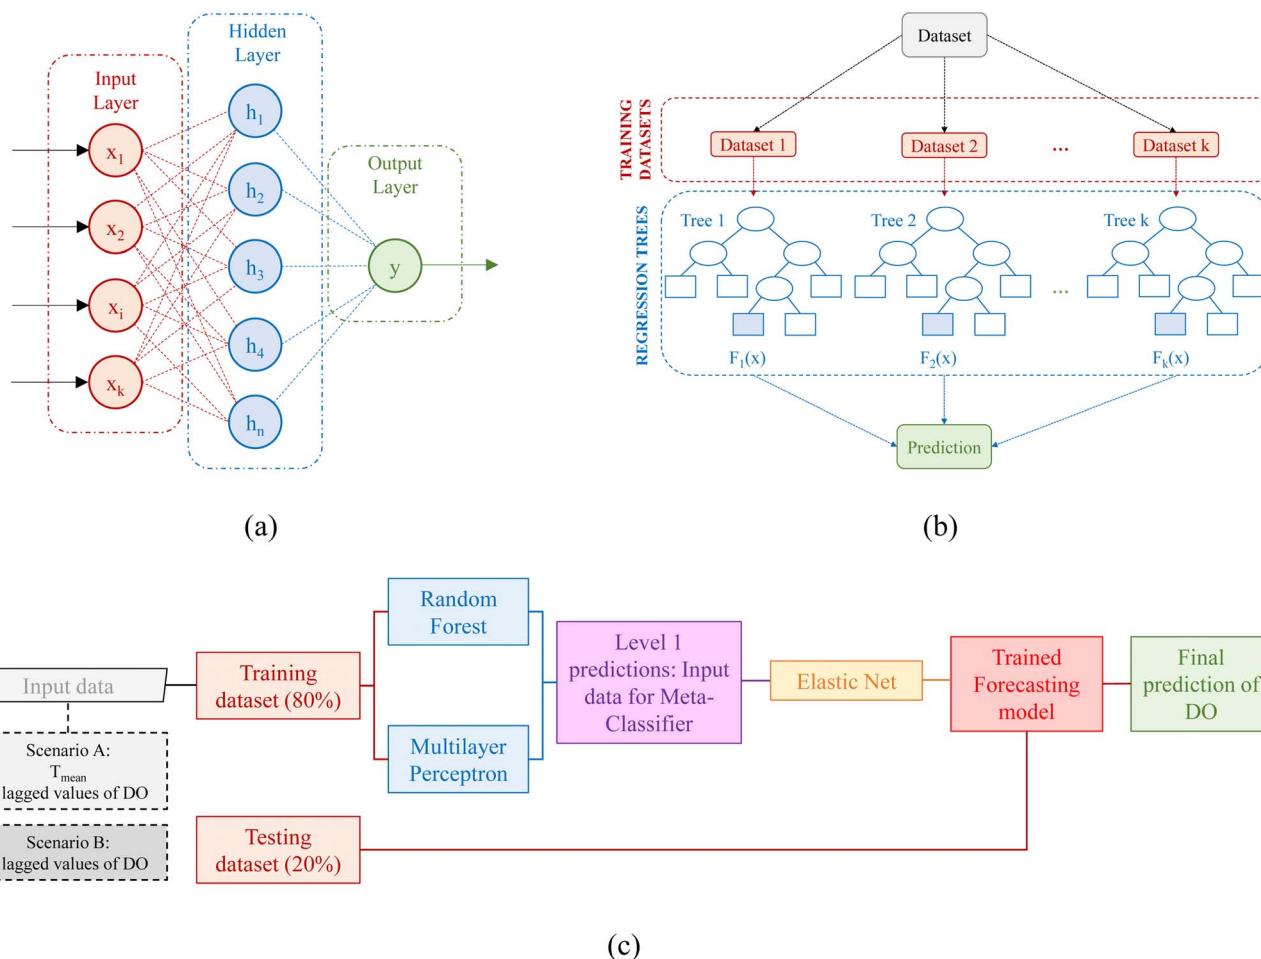 Hidden
Layer
Input
Layer
Output
Layer
x1
x2
xi
xk
h1
h2
h3
h4
hn
y
(a)
Dataset
TRAINING
DATASETS
Dataset 1
Dataset 2
...
Dataset k
REGRESSION TREES
Tree 1
Tree 2
Tree k
...
F1(x)
F2(x)
Fk(x)
Prediction
(b)
Input data
Scenario A:
Tmean
lagged values of DO
Scenario B:
lagged values of DO
Training
dataset (80%)
Testing
dataset (20%)
Random
Forest
Multilayer
Perceptron
Level 1
predictions: Input
data for Meta-
Classifier
Elastic Net
Trained
Forecasting
model
Final
prediction of
DO
(c)